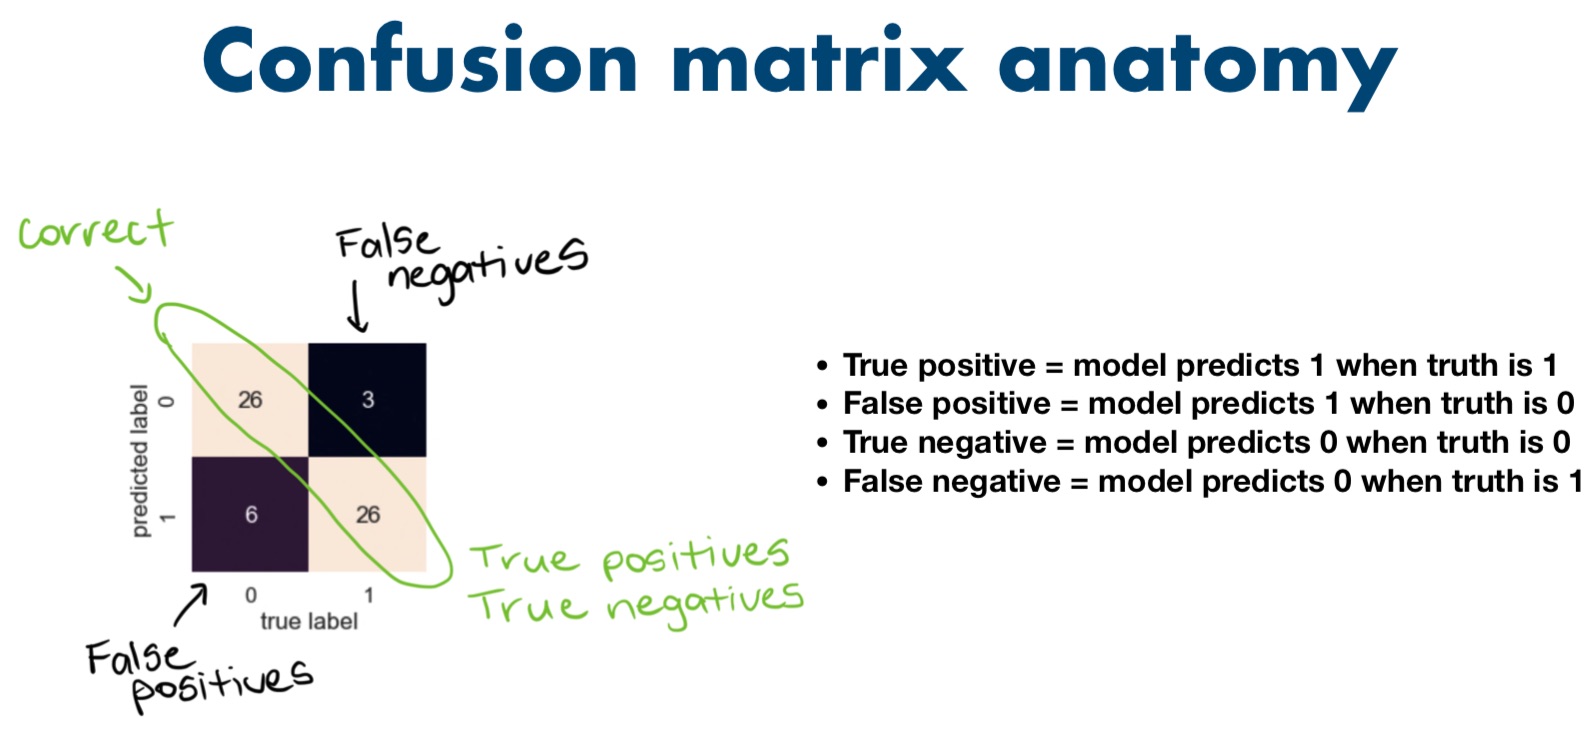 Confusion matrix anatomy
correct
False
negatives
predicted label
0
1
26
3
6
26
0
1
true label
False
positives
True positives
True negatives
• True positive = model predicts 1 when truth is 1
• False positive = model predicts 1 when truth is 0
• True negative = model predicts 0 when truth is 0
• False negative = model predicts 0 when truth is 1